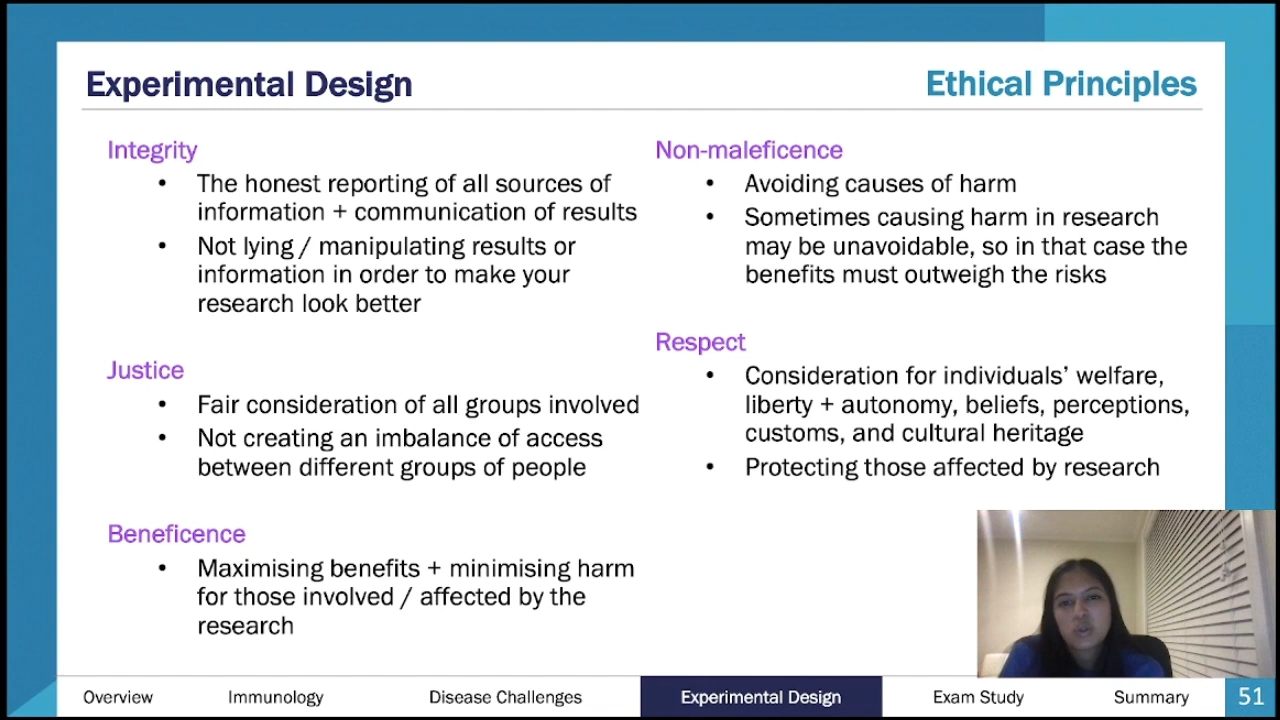 Experimental Design
Ethical Principles
Integrity
• The honest reporting of all sources of
information + communication of results
• Not lying / manipulating results or
information in order to make your
research look better
Justice
• Fair consideration of all groups involved
• Not creating an imbalance of access
between different groups of people
Beneficence
• Maximising benefits + minimising harm
for those involved / affected by the
research
Non-maleficence
• Avoiding causes of harm
• Sometimes causing harm in research
may be unavoidable, so in that case the
benefits must outweigh the risks
Respect
• Consideration for individuals’ welfare,
liberty + autonomy, beliefs, perceptions,
customs, and cultural heritage
• Protecting those affected by research
Overview Immunology Disease Challenges Experimental Design Exam Study Summary 51